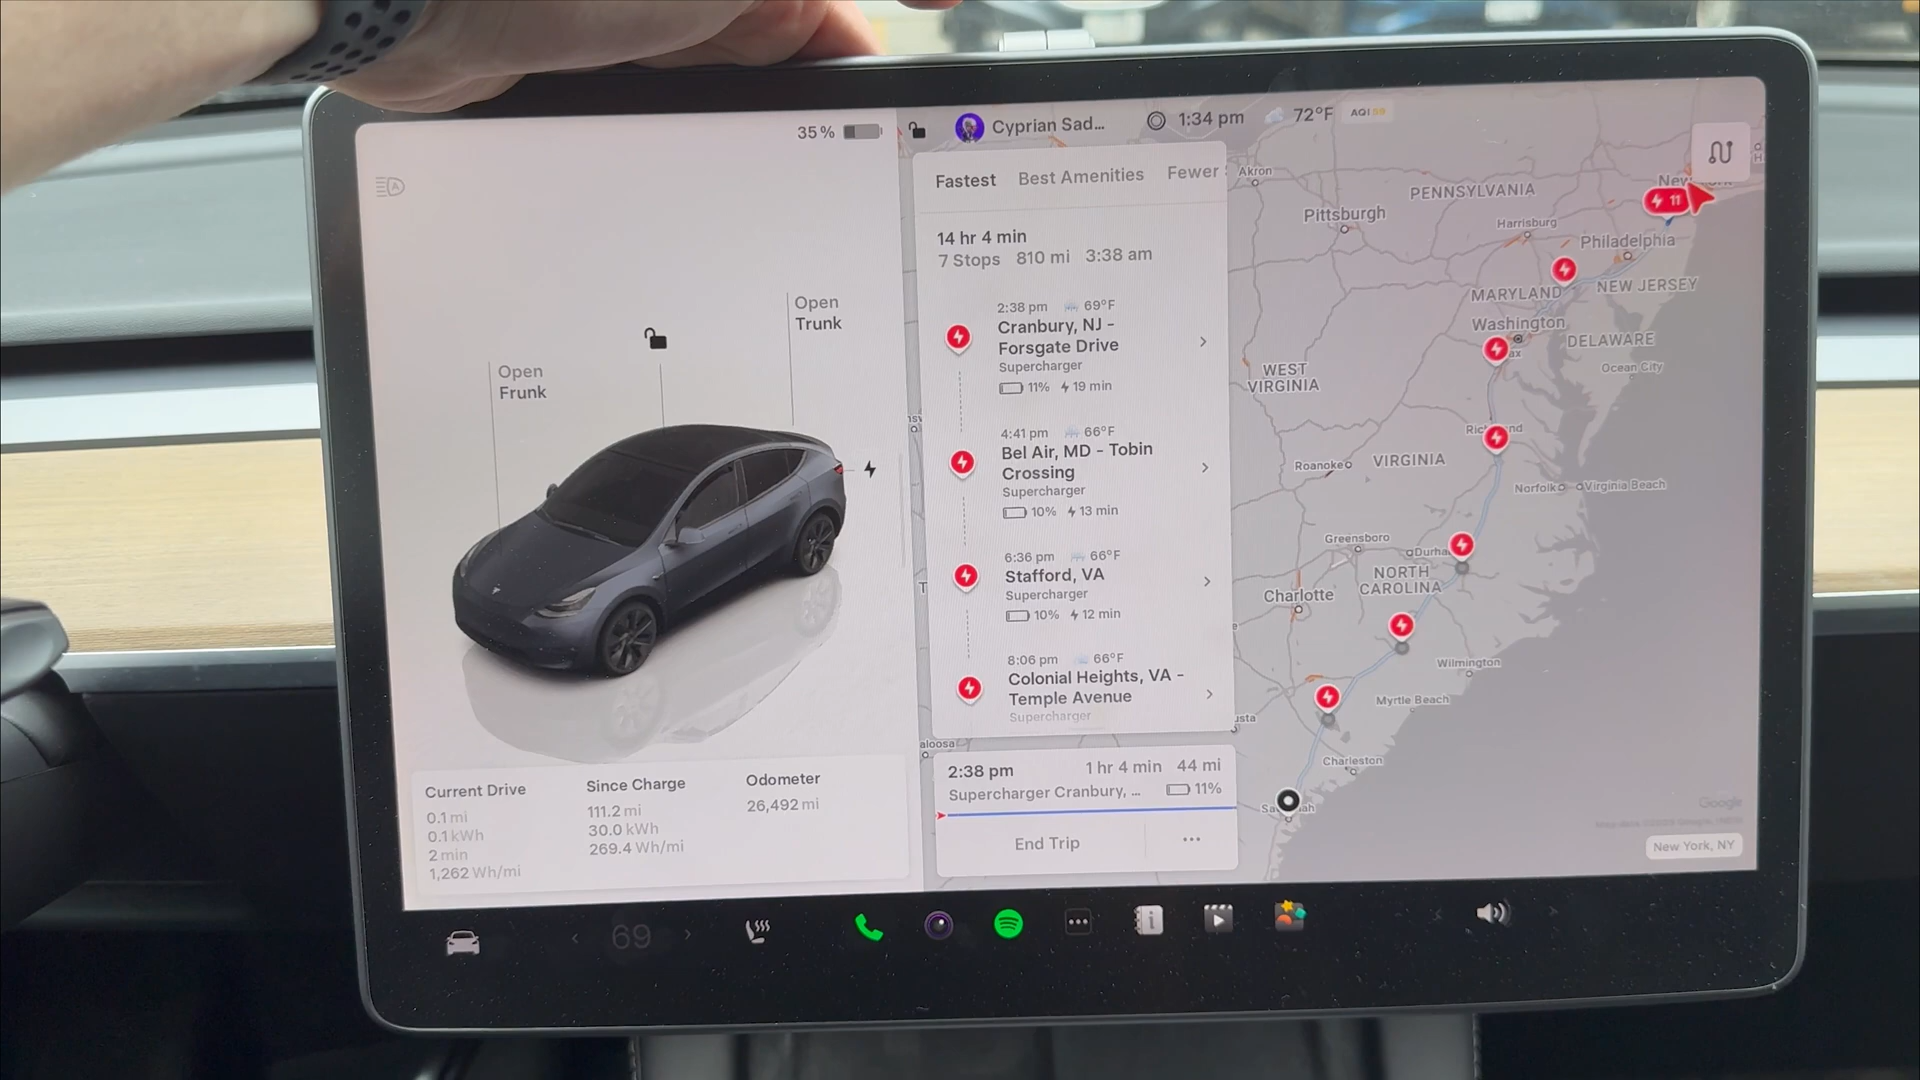 35%
Cyprian Sad...
1:34 pm
72°F
AQI 39
Open
Trunk
Open
Frunk
Current Drive
0.1 mi
0.1 kWh
2 min
1,262 Wh/mi
Since Charge
111.2 mi
30.0 kWh
269.4 Wh/mi
Odometer
26,492 mi
Fastest
Best Amenities
Fewer
14 hr 4 min
7 Stops 810 mi 3:38 am
2:38 pm 69°F
Cranbury, NJ -
Forsgate Drive
Supercharger
11% 19 min
4:41 pm 66°F
Bel Air, MD - Tobin
Crossing
Supercharger
10% 13 min
6:36 pm 66°F
Stafford, VA
Supercharger
10% 12 min
8:06 pm 66°F
Colonial Heights, VA -
Temple Avenue
Supercharger
2:38 pm 1 hr 4 min 44 mi
Supercharger Cranbury, ... 11%
End Trip
Akron
PENNSYLVANIA
Pittsburgh
Harrisburg
New
11
Philadelphia
MARYLAND
NEW JERSEY
Washington
DELAWARE
Ocean City
WEST
VIRGINIA
Roanoke
VIRGINIA
Norfolk
Virginia Beach
Greensboro
Durha
NORTH
CAROLINA
Charlotte
Wilmington
Myrtle Beach
usta
aloosa
Charleston
Google
New York, NY
69